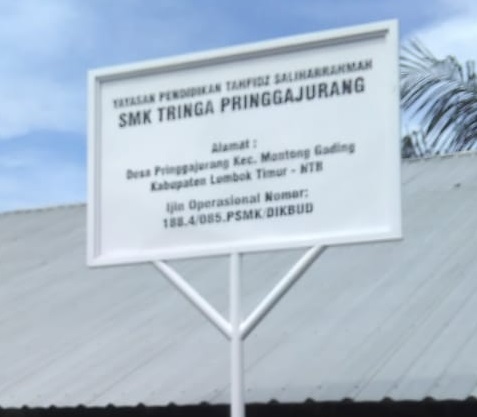 YAYASAN PENDIDIKAN TAHFIDZ SALIHARRAHMAH
SMK TRINGA PRINGGAJURANG
Alamat :
Desa Pringgajurang Kec. Montong Gading
Kabupaten Lombok Timur - NTB
Ijin Operasional Nomor:
188.4/085.PSMK/DIKBUD